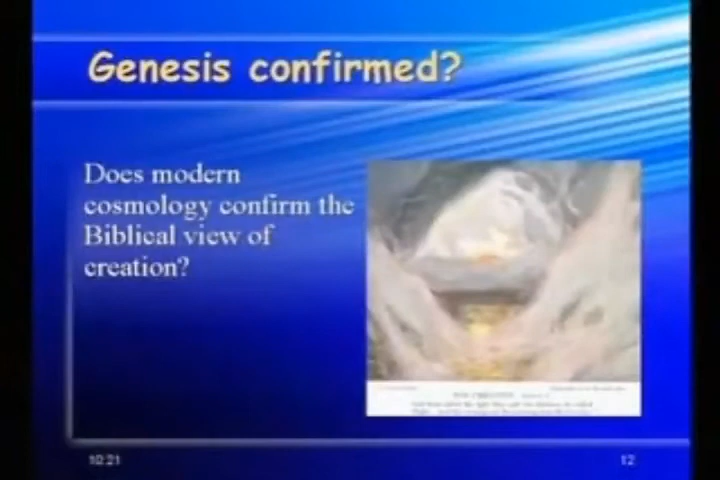 Genesis confirmed?
Does modern
cosmology confirm the
Biblical view of
creation?
10:21
12